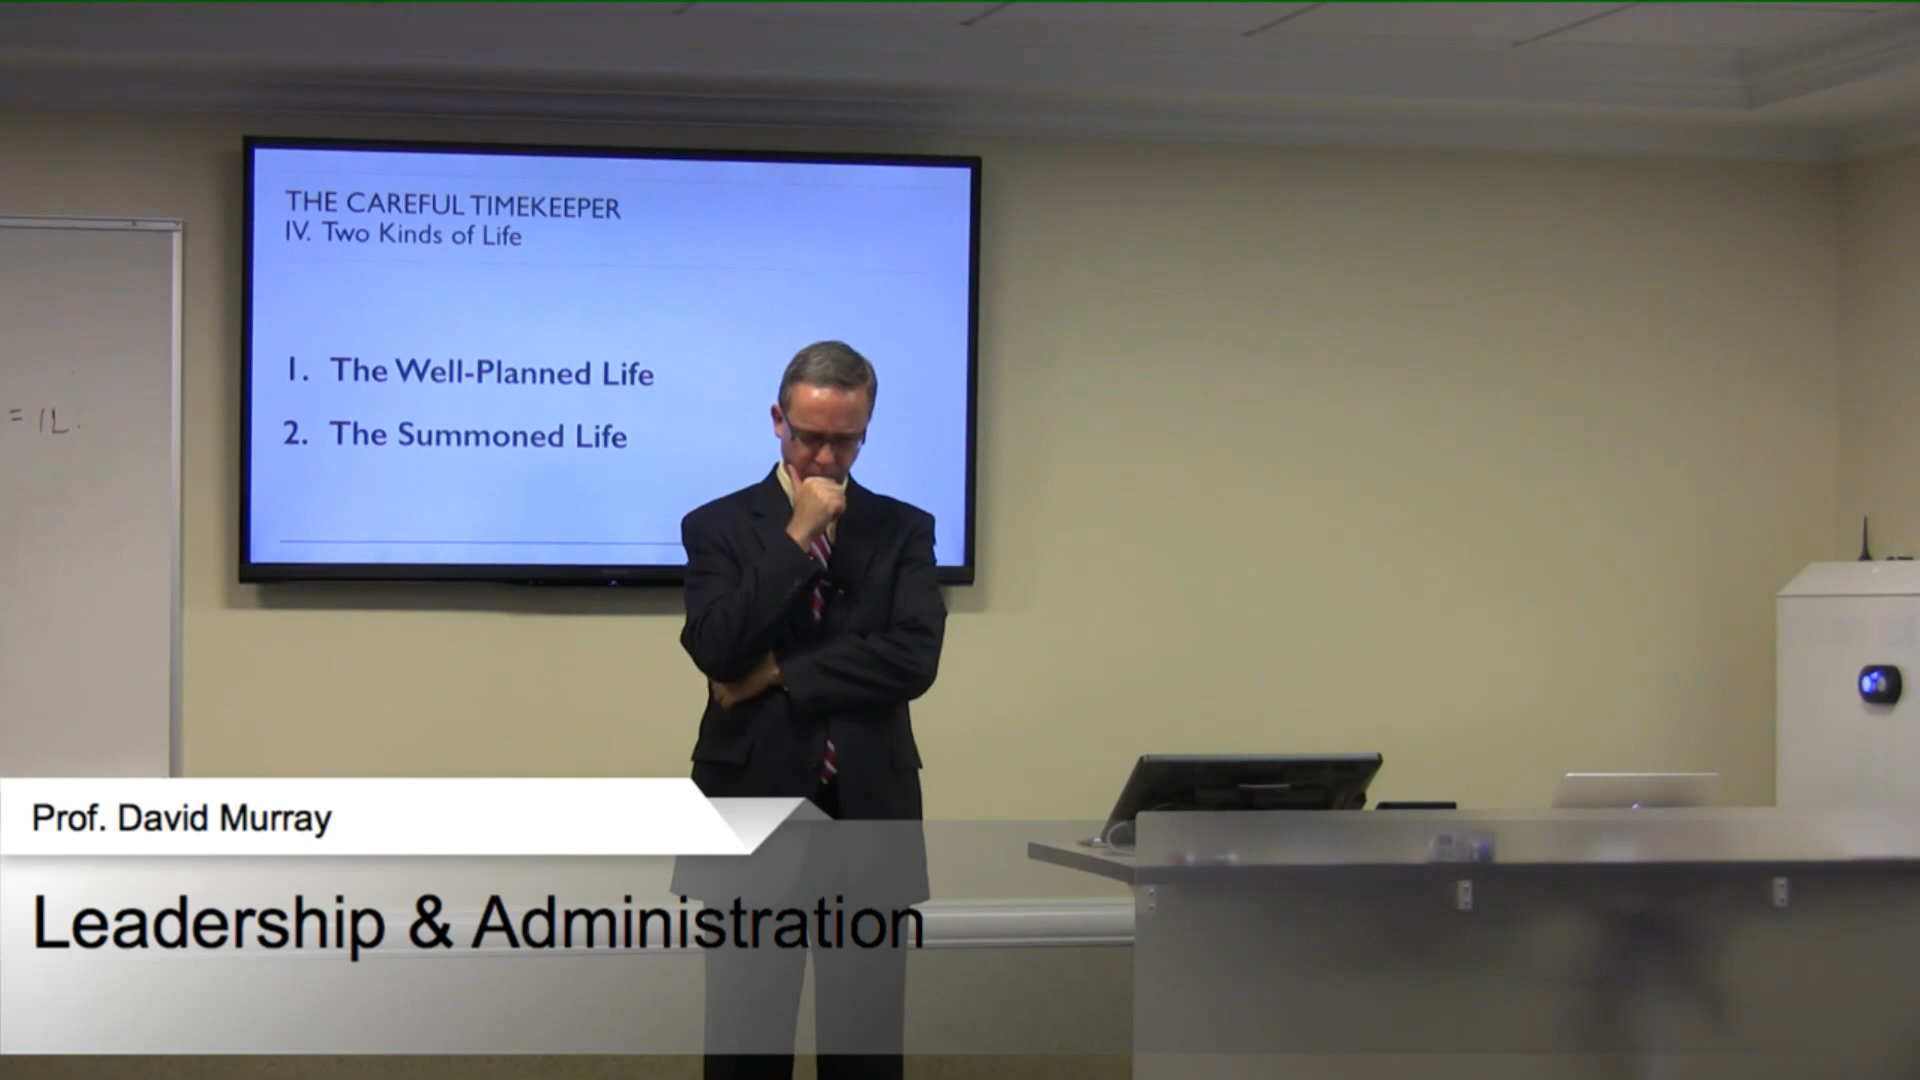 THE CAREFUL TIMEKEEPER
IV. Two Kinds of Life
1. The Well-Planned Life
2. The Summoned Life
= 1L.
Prof. David Murray
Leadership & Administration